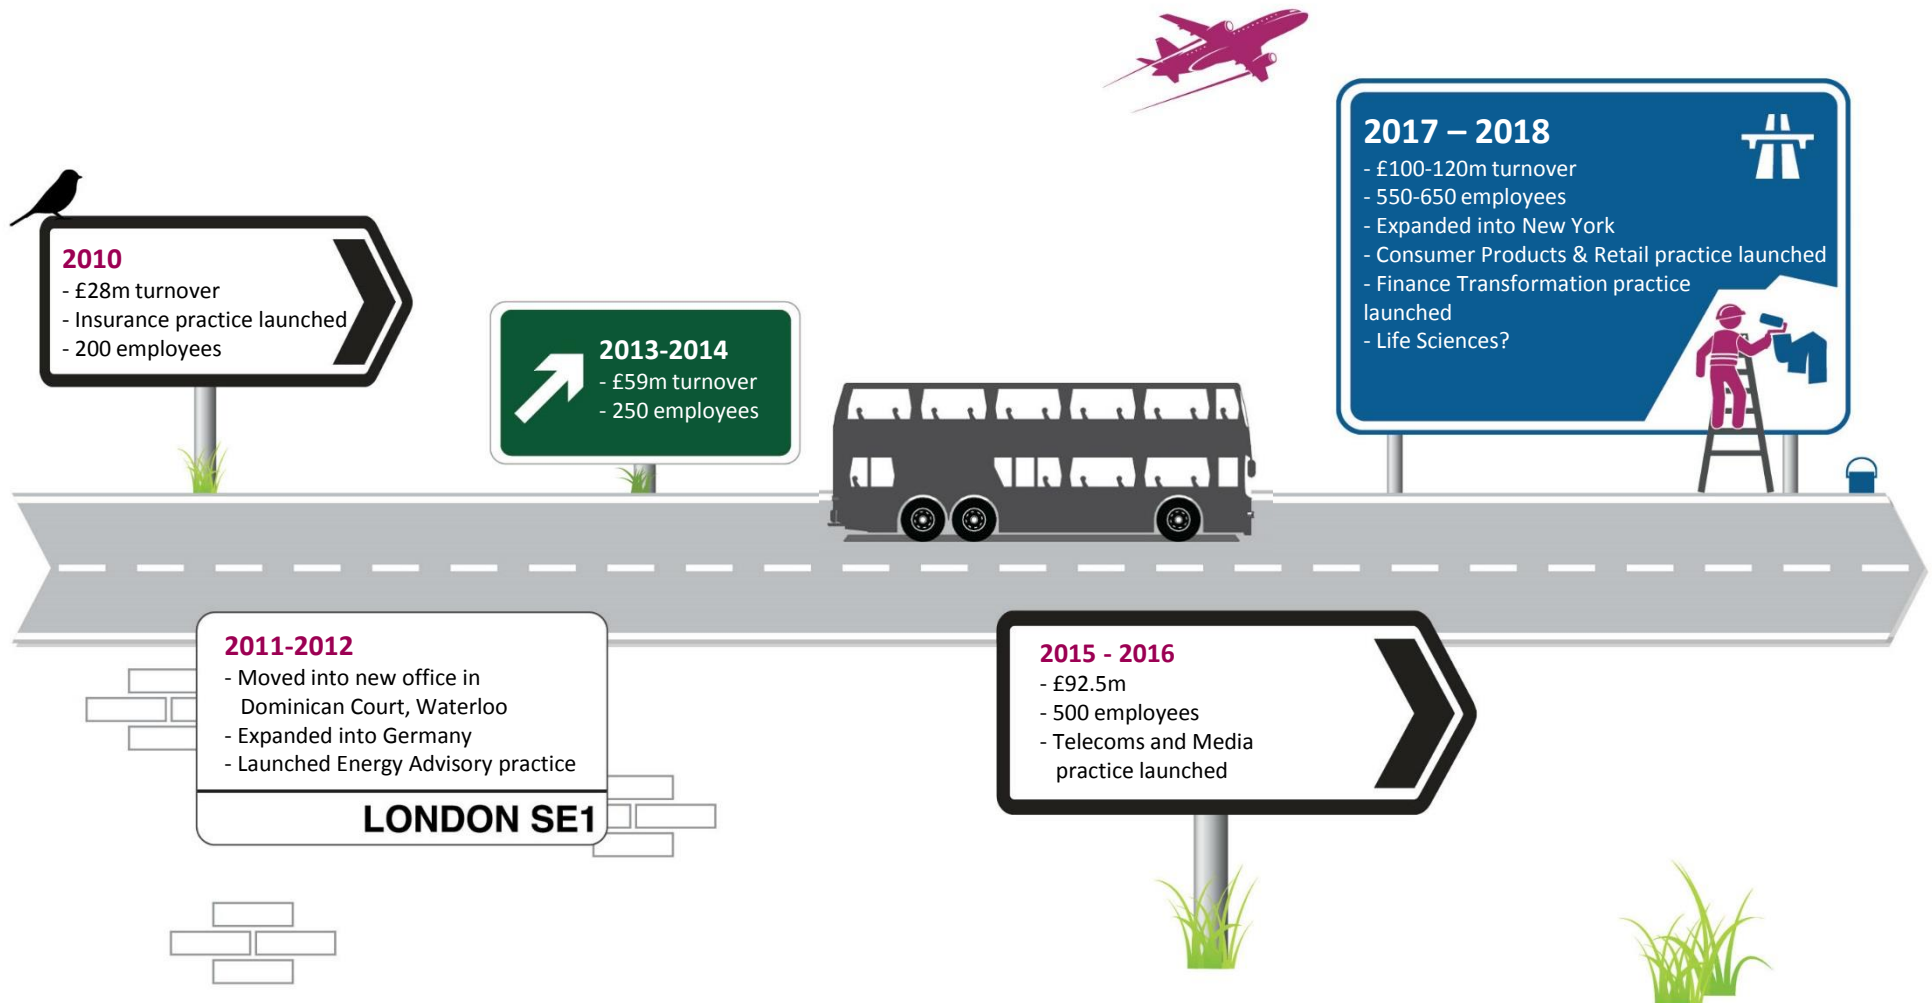 2010
- £28m turnover
- Insurance practice launched
- 200 employees
2011-2012
- Moved into new office in
Dominican Court, Waterloo
- Expanded into Germany
- Launched Energy Advisory practice
LONDON SE1
2013-2014
- £59m turnover
- 250 employees
2015 - 2016
- £92.5m
- 500 employees
- Telecoms and Media
practice launched
2017 – 2018
- £100-120m turnover
- 550-650 employees
- Expanded into New York
- Consumer Products & Retail practice launched
- Finance Transformation practice
launched
- Life Sciences?